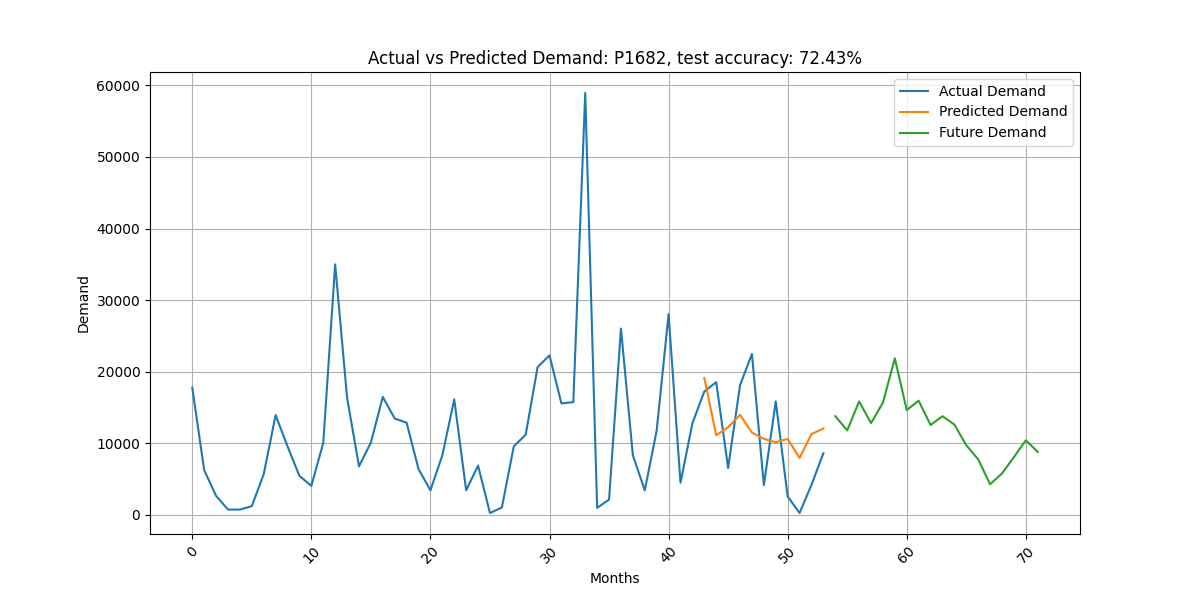 Actual vs Predicted Demand: P1682, test accuracy: 72.43%
Actual Demand
Predicted Demand
Future Demand
Demand
60000
50000
40000
30000
20000
10000
0
0
10
20
30
40
50
60
70
Months